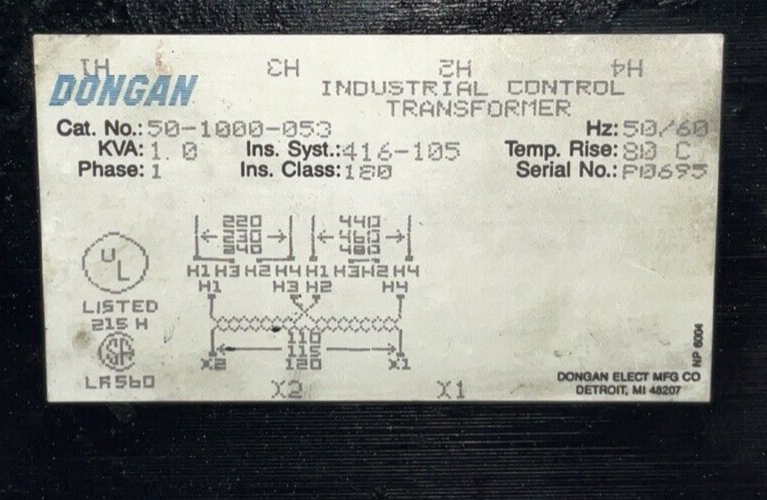 H1 H3 H2 H4
DONGAN
INDUSTRIAL CONTROL
TRANSFORMER
Cat. No.: 50-1000-053 Hz: 50/60
KVA: 1.0 Ins. Syst.: 416-105 Temp. Rise: 80 C
Phase: 1 Ins. Class: 180 Serial No.: P0695
220 440
230 460
240 480
H1 H3 H2 H4 H1 H3H2 H4
H1 H3 H2 H4
UL
LISTED
215 H
SA
LR560
110
115
120
X2 X1
X2 X1
NP 6004
DONGAN ELECT MFG CO
DETROIT, MI 48207